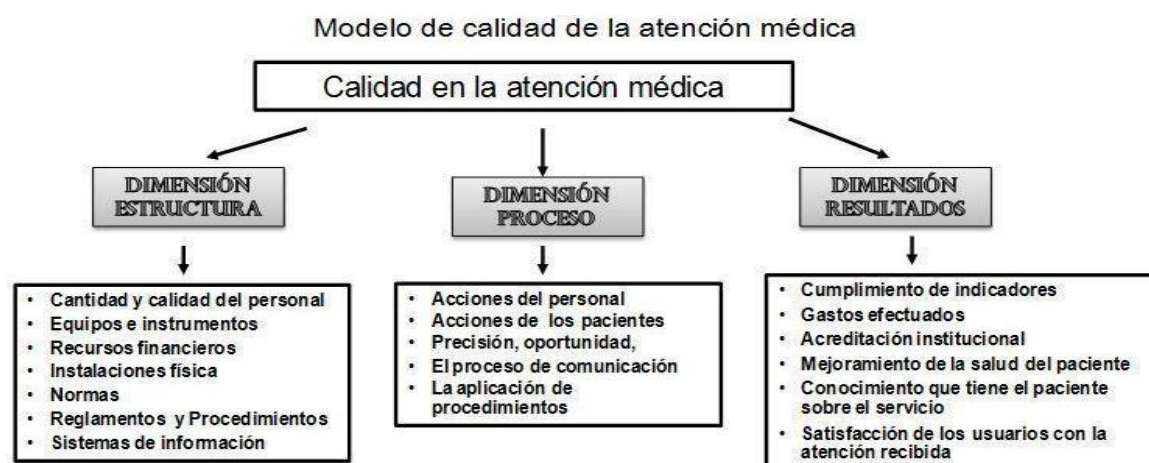 Modelo de calidad de la atención médica
Calidad en la atención médica
DIMENSIÓN
ESTRUCTURA
• Cantidad y calidad del personal
• Equipos e instrumentos
• Recursos financieros
• Instalaciones física
• Normas
• Reglamentos y Procedimientos
• Sistemas de información
DIMENSIÓN
PROCESO
• Acciones del personal
• Acciones de los pacientes
• Precisión, oportunidad,
• El proceso de comunicación
• La aplicación de
procedimientos
DIMENSIÓN
RESULTADOS
• Cumplimiento de indicadores
• Gastos efectuados
• Acreditación institucional
• Mejoramiento de la salud del paciente
• Conocimiento que tiene el paciente
sobre el servicio
• Satisfacción de los usuarios con la
atención recibida